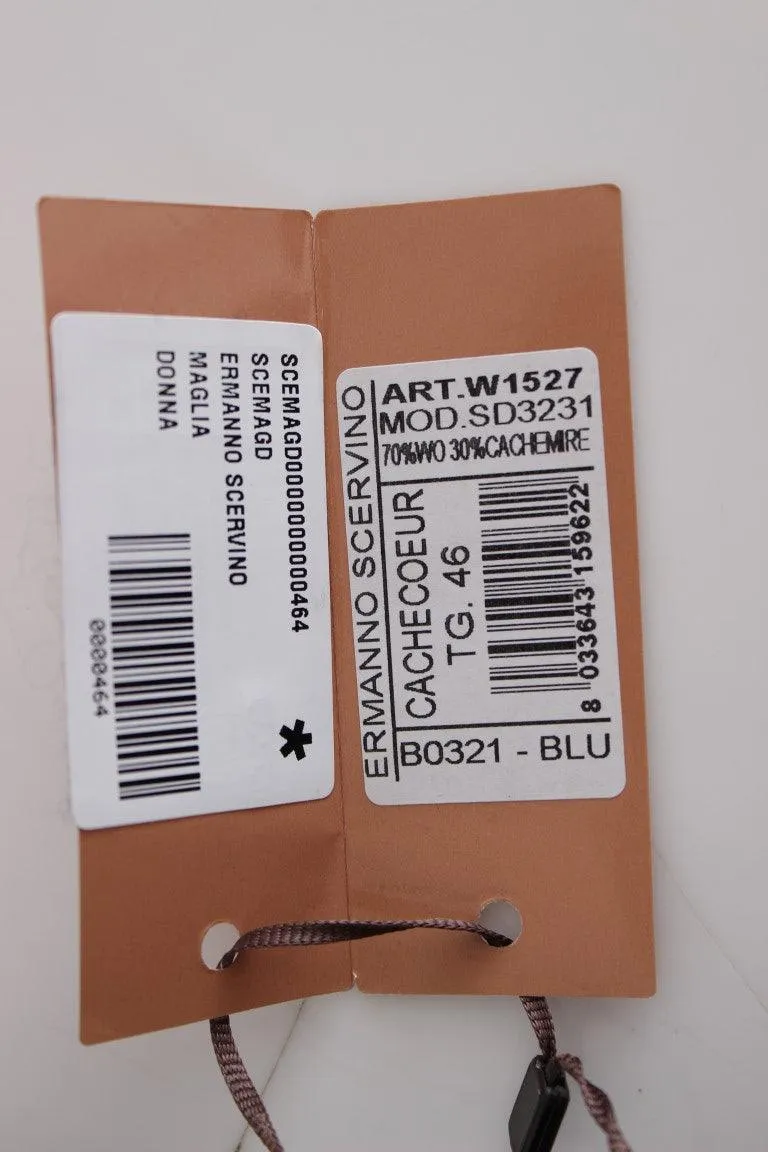 SCEMAGD0000000000464
SCEMAGD
ERMANNO SCERVINO
MAGLIA
DONNA
*
0000464
ERMANNO SCERVINO
ART.W1527
MOD.SD3231
70%WO 30%CACHEMIRE
CACHECOEUR
TG. 46
8 033643 159622
B0321 - BLU